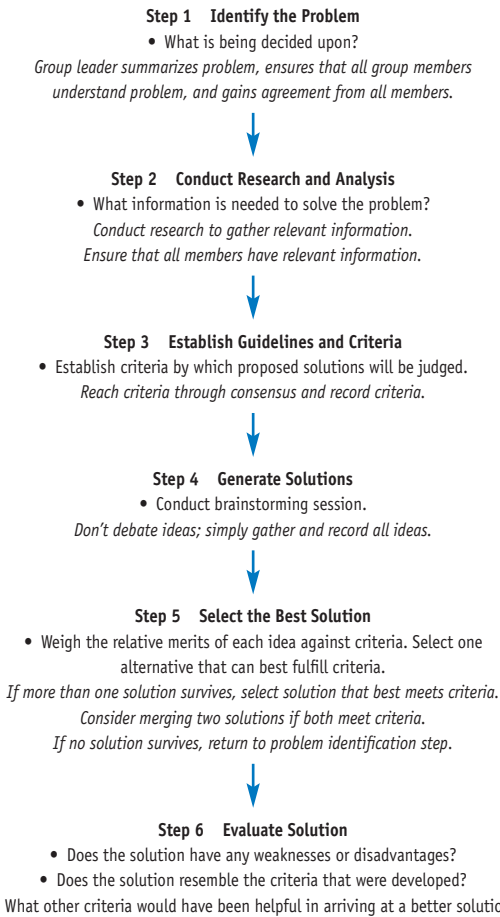 Step 1 Identify the Problem
• What is being decided upon?
Group leader summarizes problem, ensures that all group members
understand problem, and gains agreement from all members.
Step 2 Conduct Research and Analysis
• What information is needed to solve the problem?
Conduct research to gather relevant information.
Ensure that all members have relevant information.
Step 3 Establish Guidelines and Criteria
• Establish criteria by which proposed solutions will be judged.
Reach criteria through consensus and record criteria.
Step 4 Generate Solutions
• Conduct brainstorming session.
Don't debate ideas; simply gather and record all ideas.
Step 5 Select the Best Solution
• Weigh the relative merits of each idea against criteria. Select one
alternative that can best fulfill criteria.
If more than one solution survives, select solution that best meets criteria.
Consider merging two solutions if both meet criteria.
If no solution survives, return to problem identification step.
Step 6 Evaluate Solution
• Does the solution have any weaknesses or disadvantages?
• Does the solution resemble the criteria that were developed?
What other criteria would have been helpful in arriving at a better